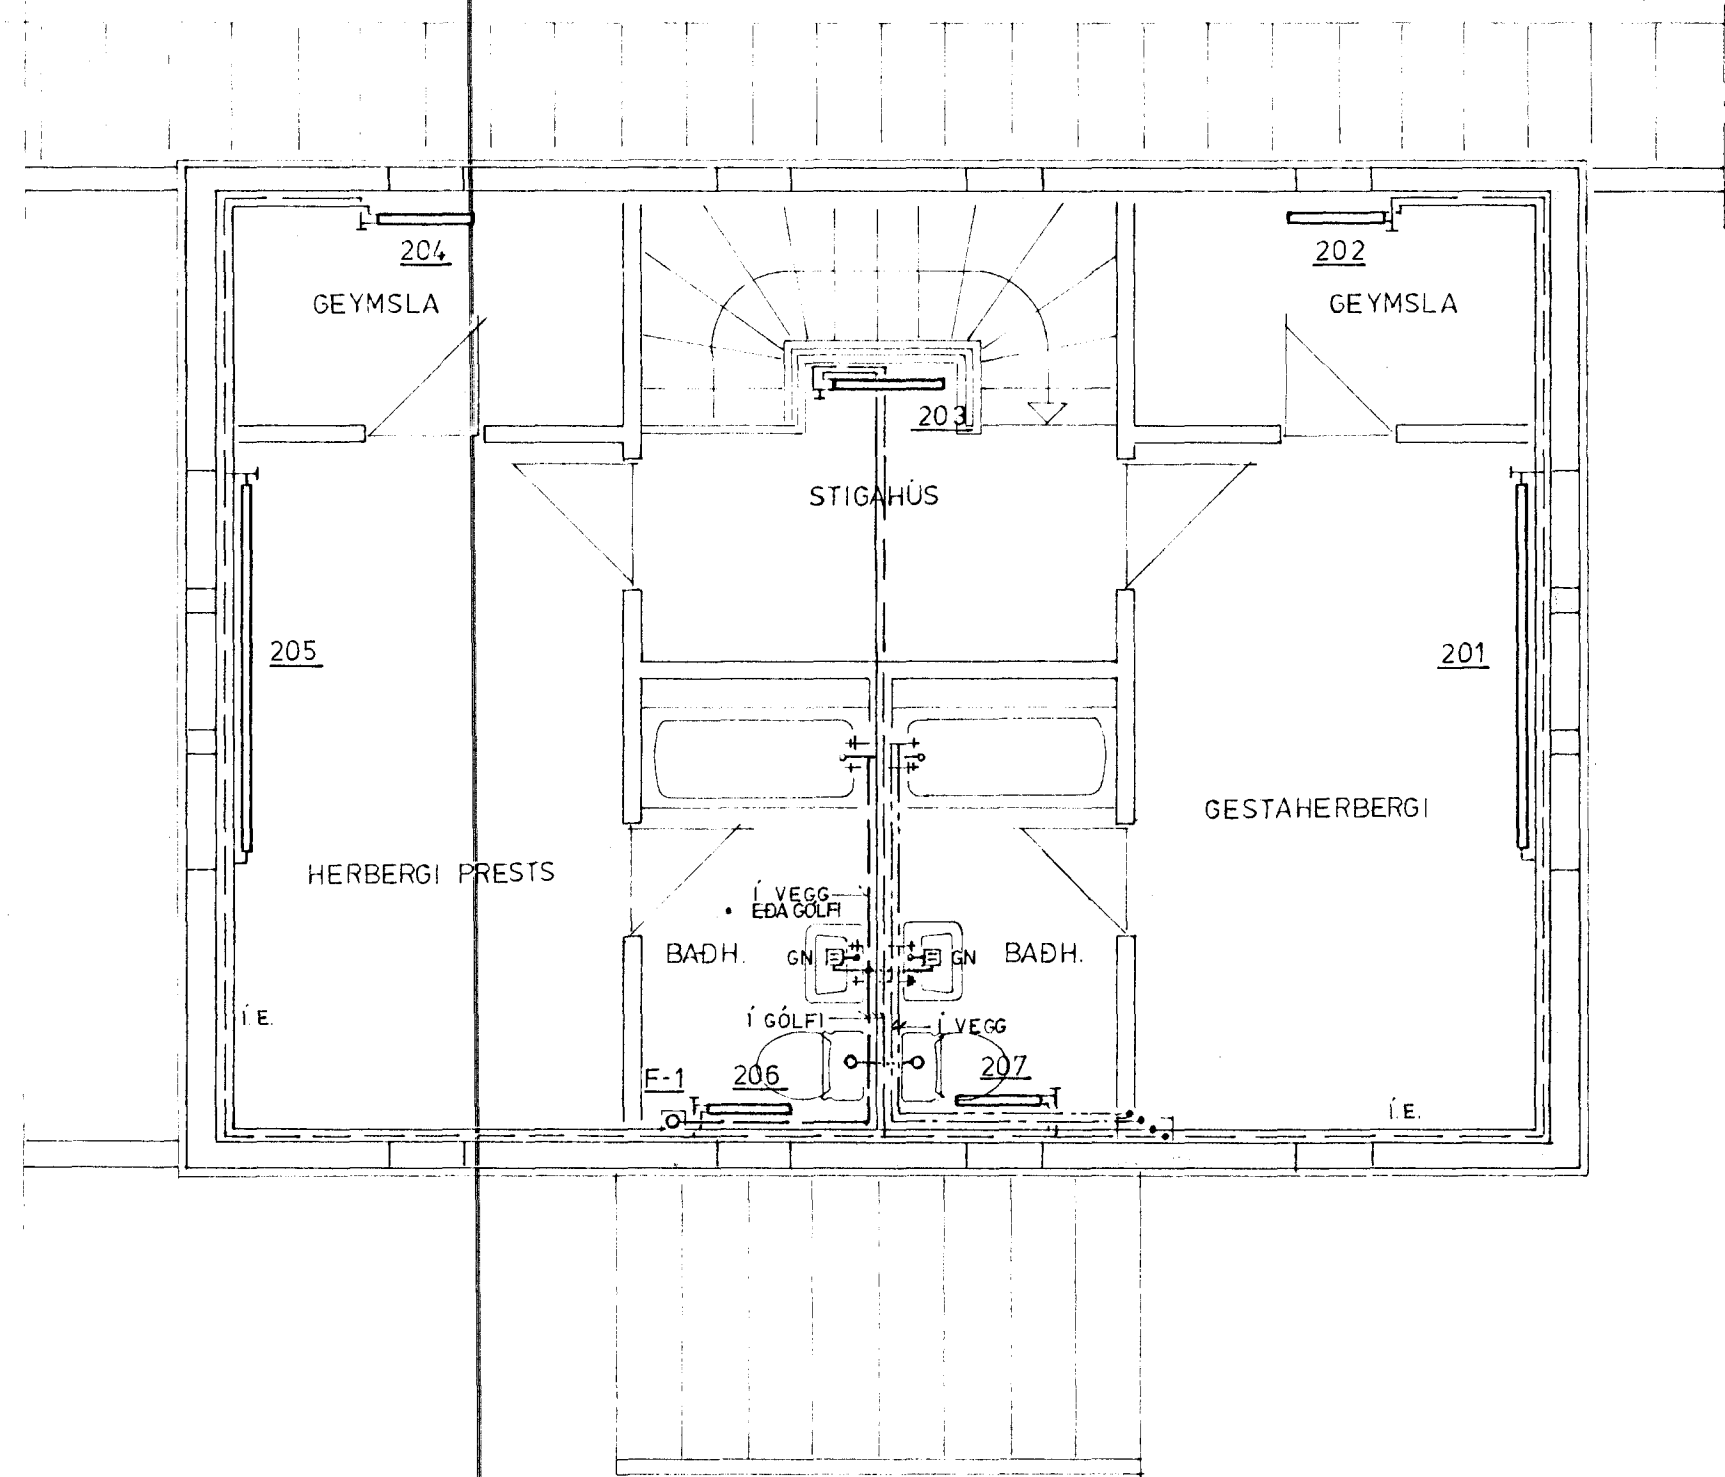 204
202
GEYMSLA
GEYMSLA
203
STIGAHÚS
205
201
GESTAHERBERGI
HERBERGI PRESTS
Í VEGG
EÐA GÓLFI
BAÐH.
GN
GN
BAÐH.
Í.E.
Í GÓLFI
Í VEGG
F-1
206
207
Í.E.